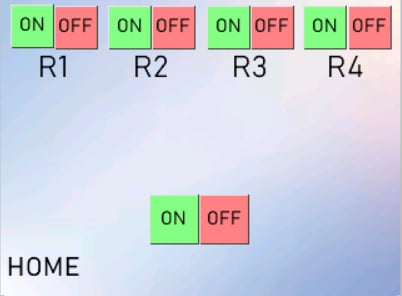 ON OFF ON OFF ON OFF ON OFF
R1 R2 R3 R4
ON OFF
HOME